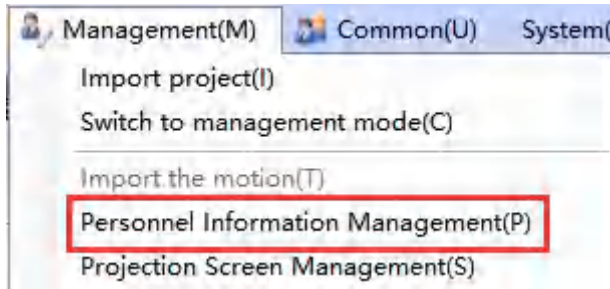 Management(M) Common(U) System(
Import project(I)
Switch to management mode(C)
Import the motion(T)
Personnel Information Management(P)
Projection Screen Management(S)